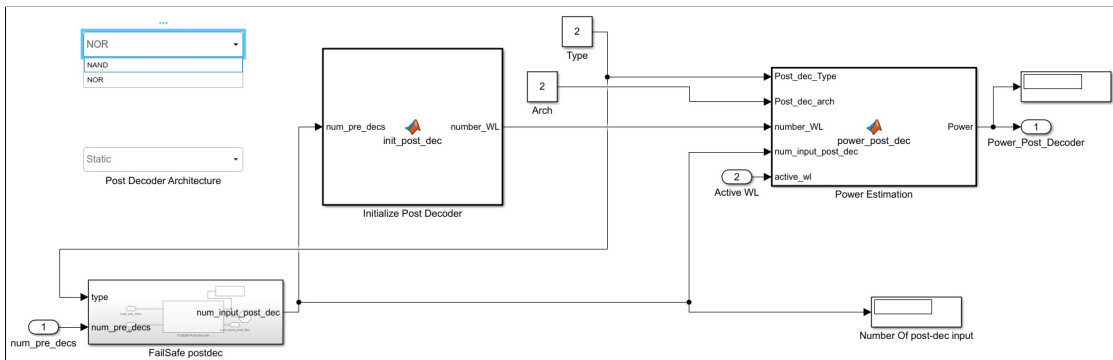 ...
NOR
NAND
NOR
Static
Post Decoder Architecture
2
Type
2
Arch
num_pre_decs
init_post_dec
number_WL
Initialize Post Decoder
Post_dec_Type
Post_dec_arch
number_WL
num_input_post_dec
active_wl
power_post_dec
Power
Power Estimation
2
Active WL
1
Power_Post_Decoder
1
num_pre_decs
type
num_pre_decs
num_input_post_dec
FailSafe postdec
Number Of post-dec input